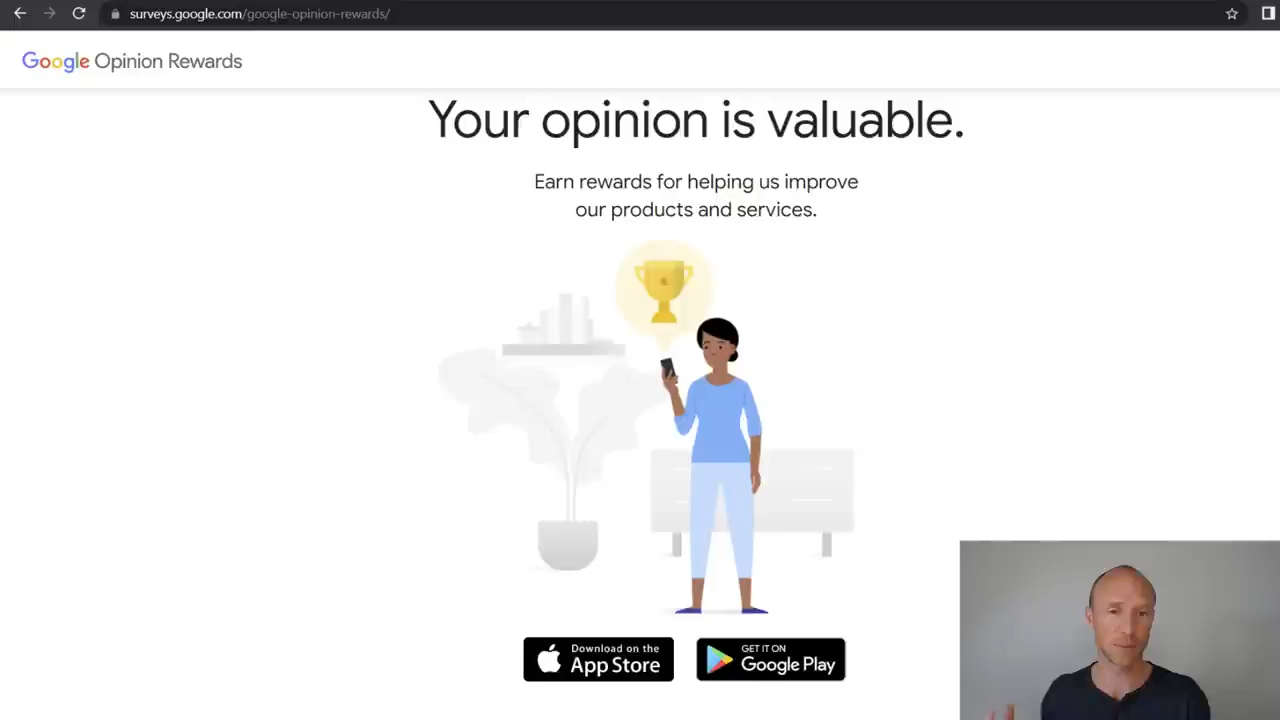 surveys.google.com/google-opinion-rewards/
Google Opinion Rewards
Your opinion is valuable.
Earn rewards for helping us improve
our products and services.
Download on the
App Store
GET IT ON
Google Play